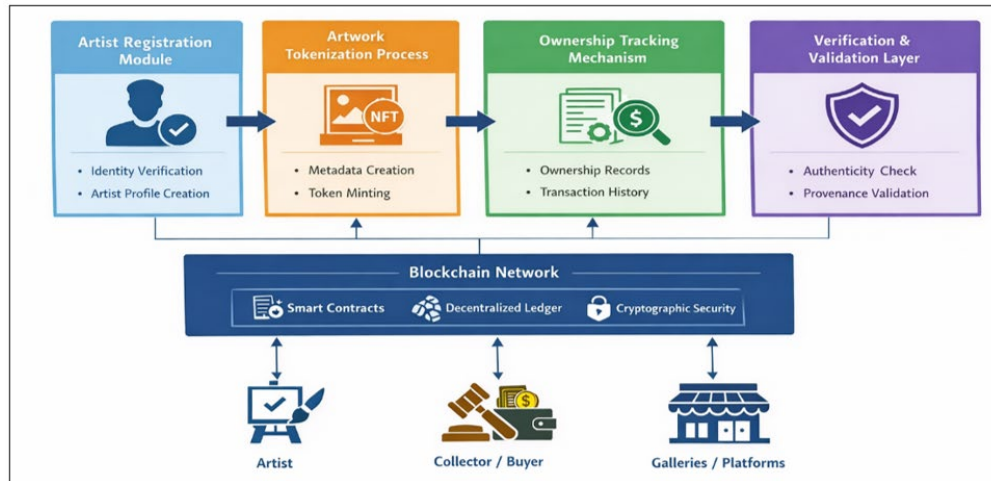 Artist Registration
Module
• Identity Verification
• Artist Profile Creation
Artwork
Tokenization Process
NFT
• Metadata Creation
• Token Minting
Ownership Tracking
Mechanism
$
• Ownership Records
• Transaction History
Verification &
Validation Layer
• Authenticity Check
• Provenance Validation
Blockchain Network
Smart Contracts
Decentralized Ledger
Cryptographic Security
$
Artist
Collector / Buyer
Galleries / Platforms